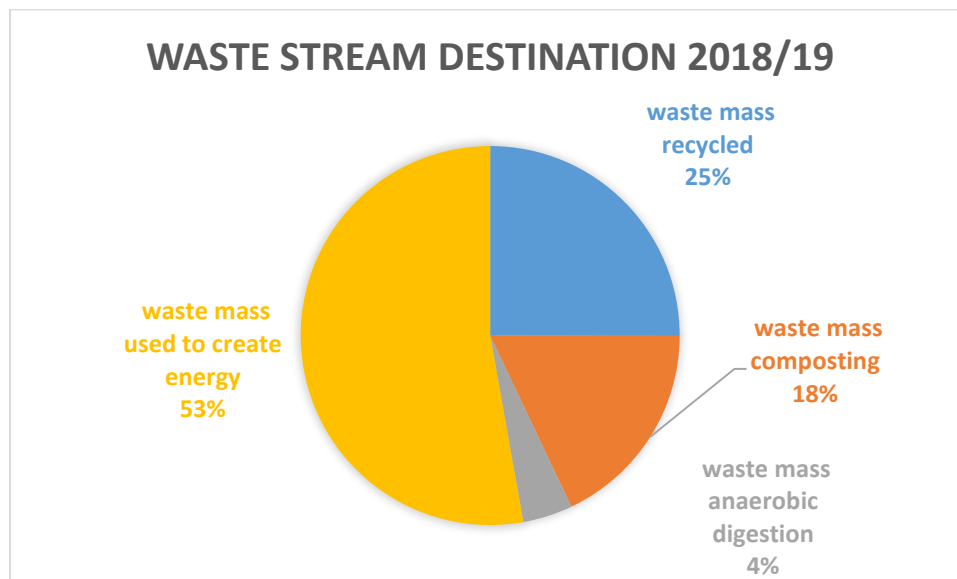 WASTE STREAM DESTINATION 2018/19
waste mass
recycled
25%
waste mass
composting
18%
waste mass
anaerobic
digestion
4%
waste mass
used to create
energy
53%